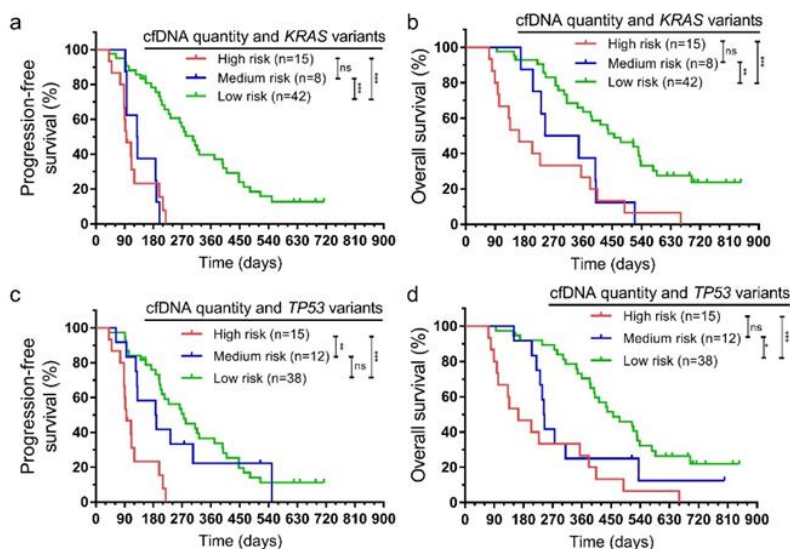 a
cfDNA quantity and KRAS variants
High risk (n=15)
Medium risk (n=8)
Low risk (n=42)
ns
***
***
Progression-free
survival (%)
100
80
60
40
20
0
0 90 180 270 360 450 540 630 720 810 900
Time (days)
b
cfDNA quantity and KRAS variants
High risk (n=15)
Medium risk (n=8)
Low risk (n=42)
ns
**
***
Overall survival (%)
100
80
60
40
20
0
0 90 180 270 360 450 540 630 720 810 900
Time (days)
c
cfDNA quantity and TP53 variants
High risk (n=15)
Medium risk (n=12)
Low risk (n=38)
**
ns
***
Progression-free
survival (%)
100
80
60
40
20
0
0 90 180 270 360 450 540 630 720 810 900
Time (days)
d
cfDNA quantity and TP53 variants
High risk (n=15)
Medium risk (n=12)
Low risk (n=38)
ns
*
***
Overall survival (%)
100
80
60
40
20
0
0 90 180 270 360 450 540 630 720 810 900
Time (days)